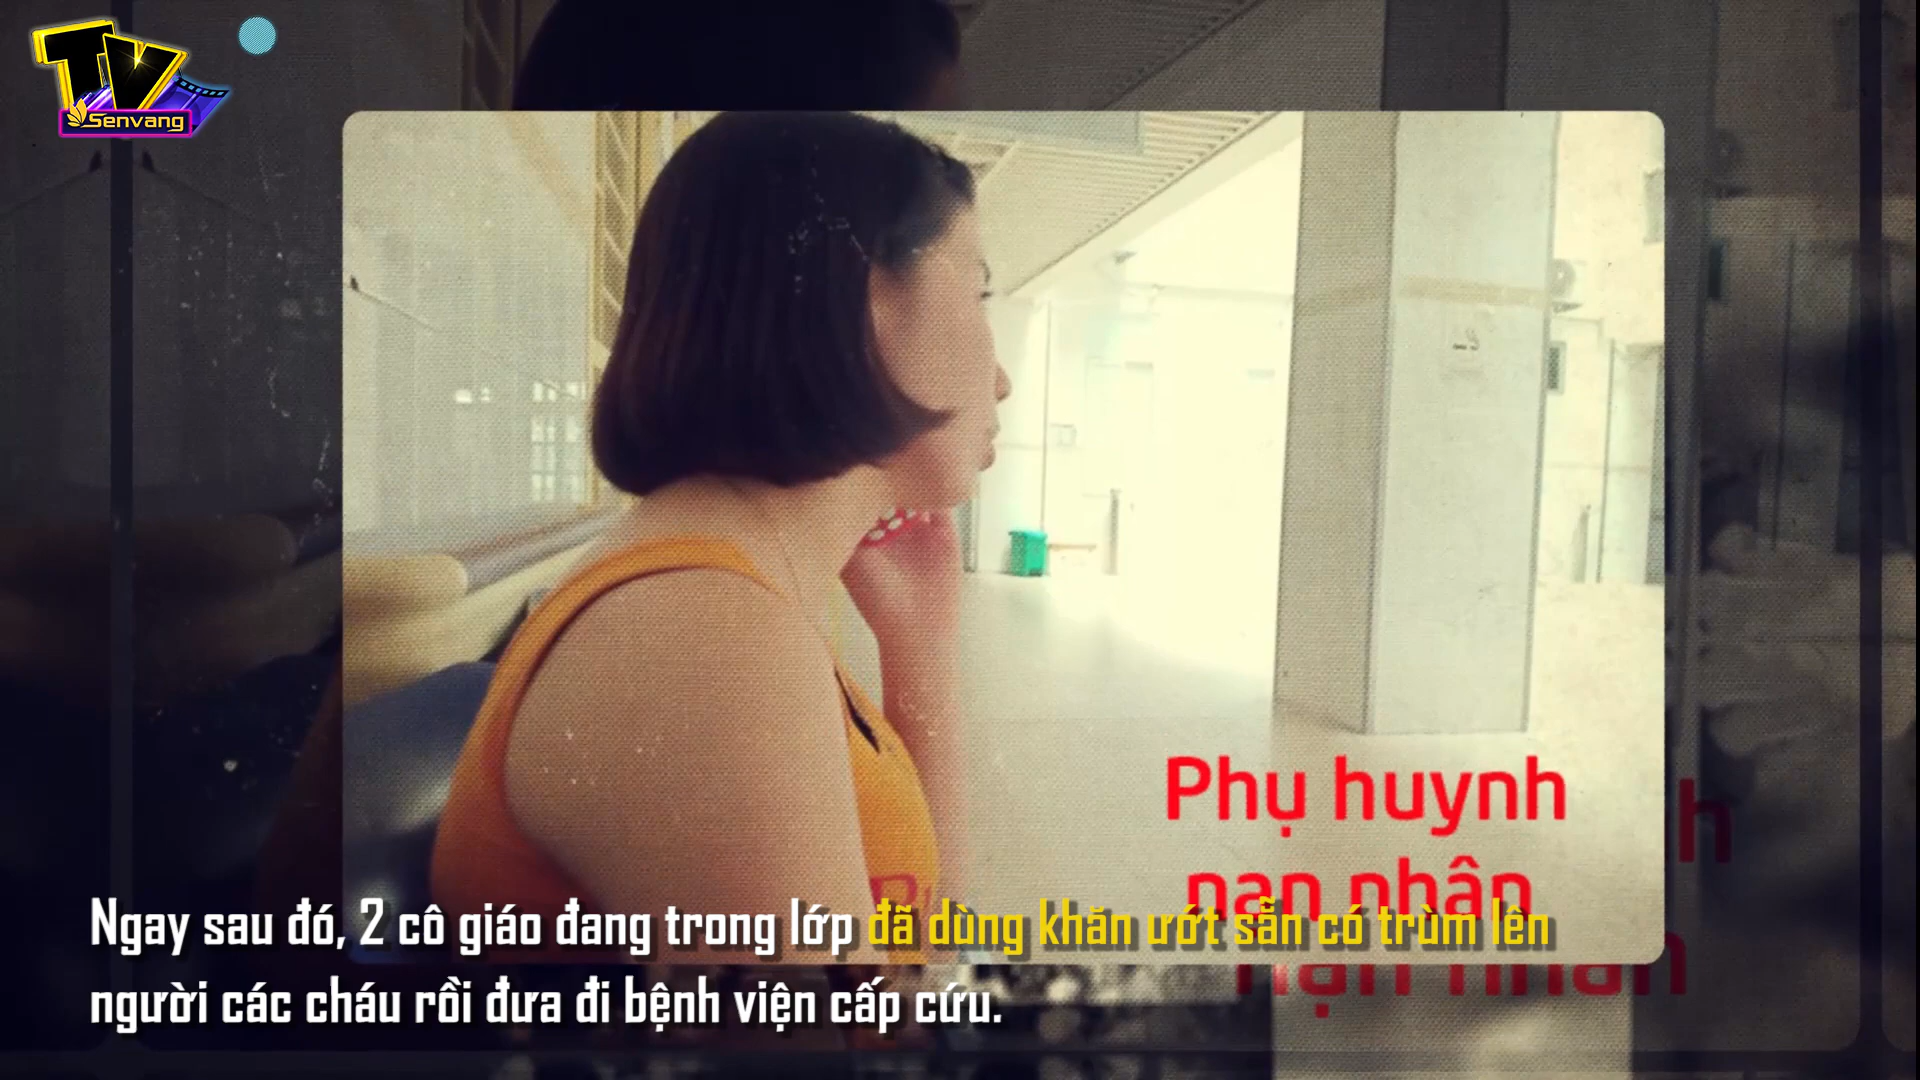 TV
Senvang
Phụ huynh
nạn nhân
Ngay sau đó, 2 cô giáo đang trong lớp đã dùng khăn ướt sẵn có trùm lên
người các cháu rồi đưa đi bệnh viện cấp cứu.